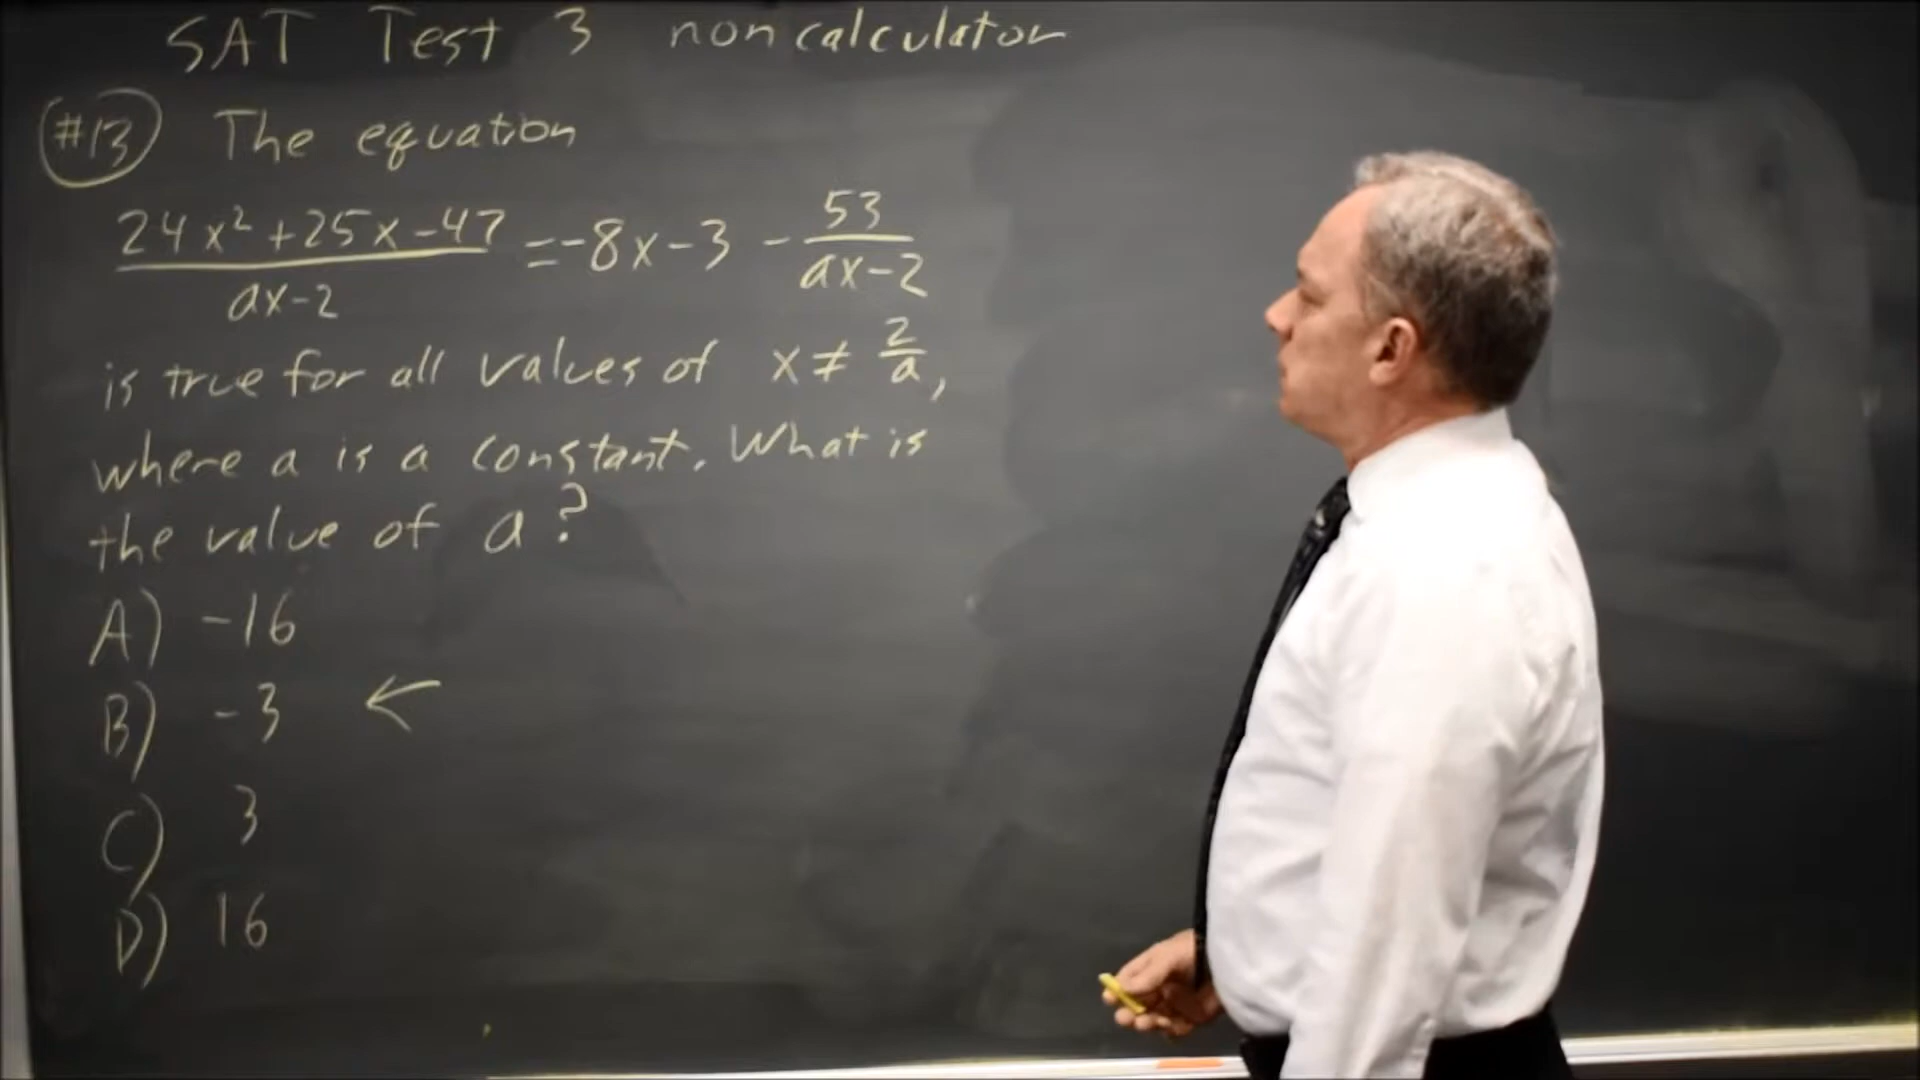 SAT Test 3 noncalculator
#13 The equation
(24x²+25x-47)/(ax-2) = -8x-3 - 53/(ax-2)
is true for all values of x ≠ 2/a,
where a is a constant. What is
the value of a?
A) -16
B) -3 ←
C) 3
D) 16